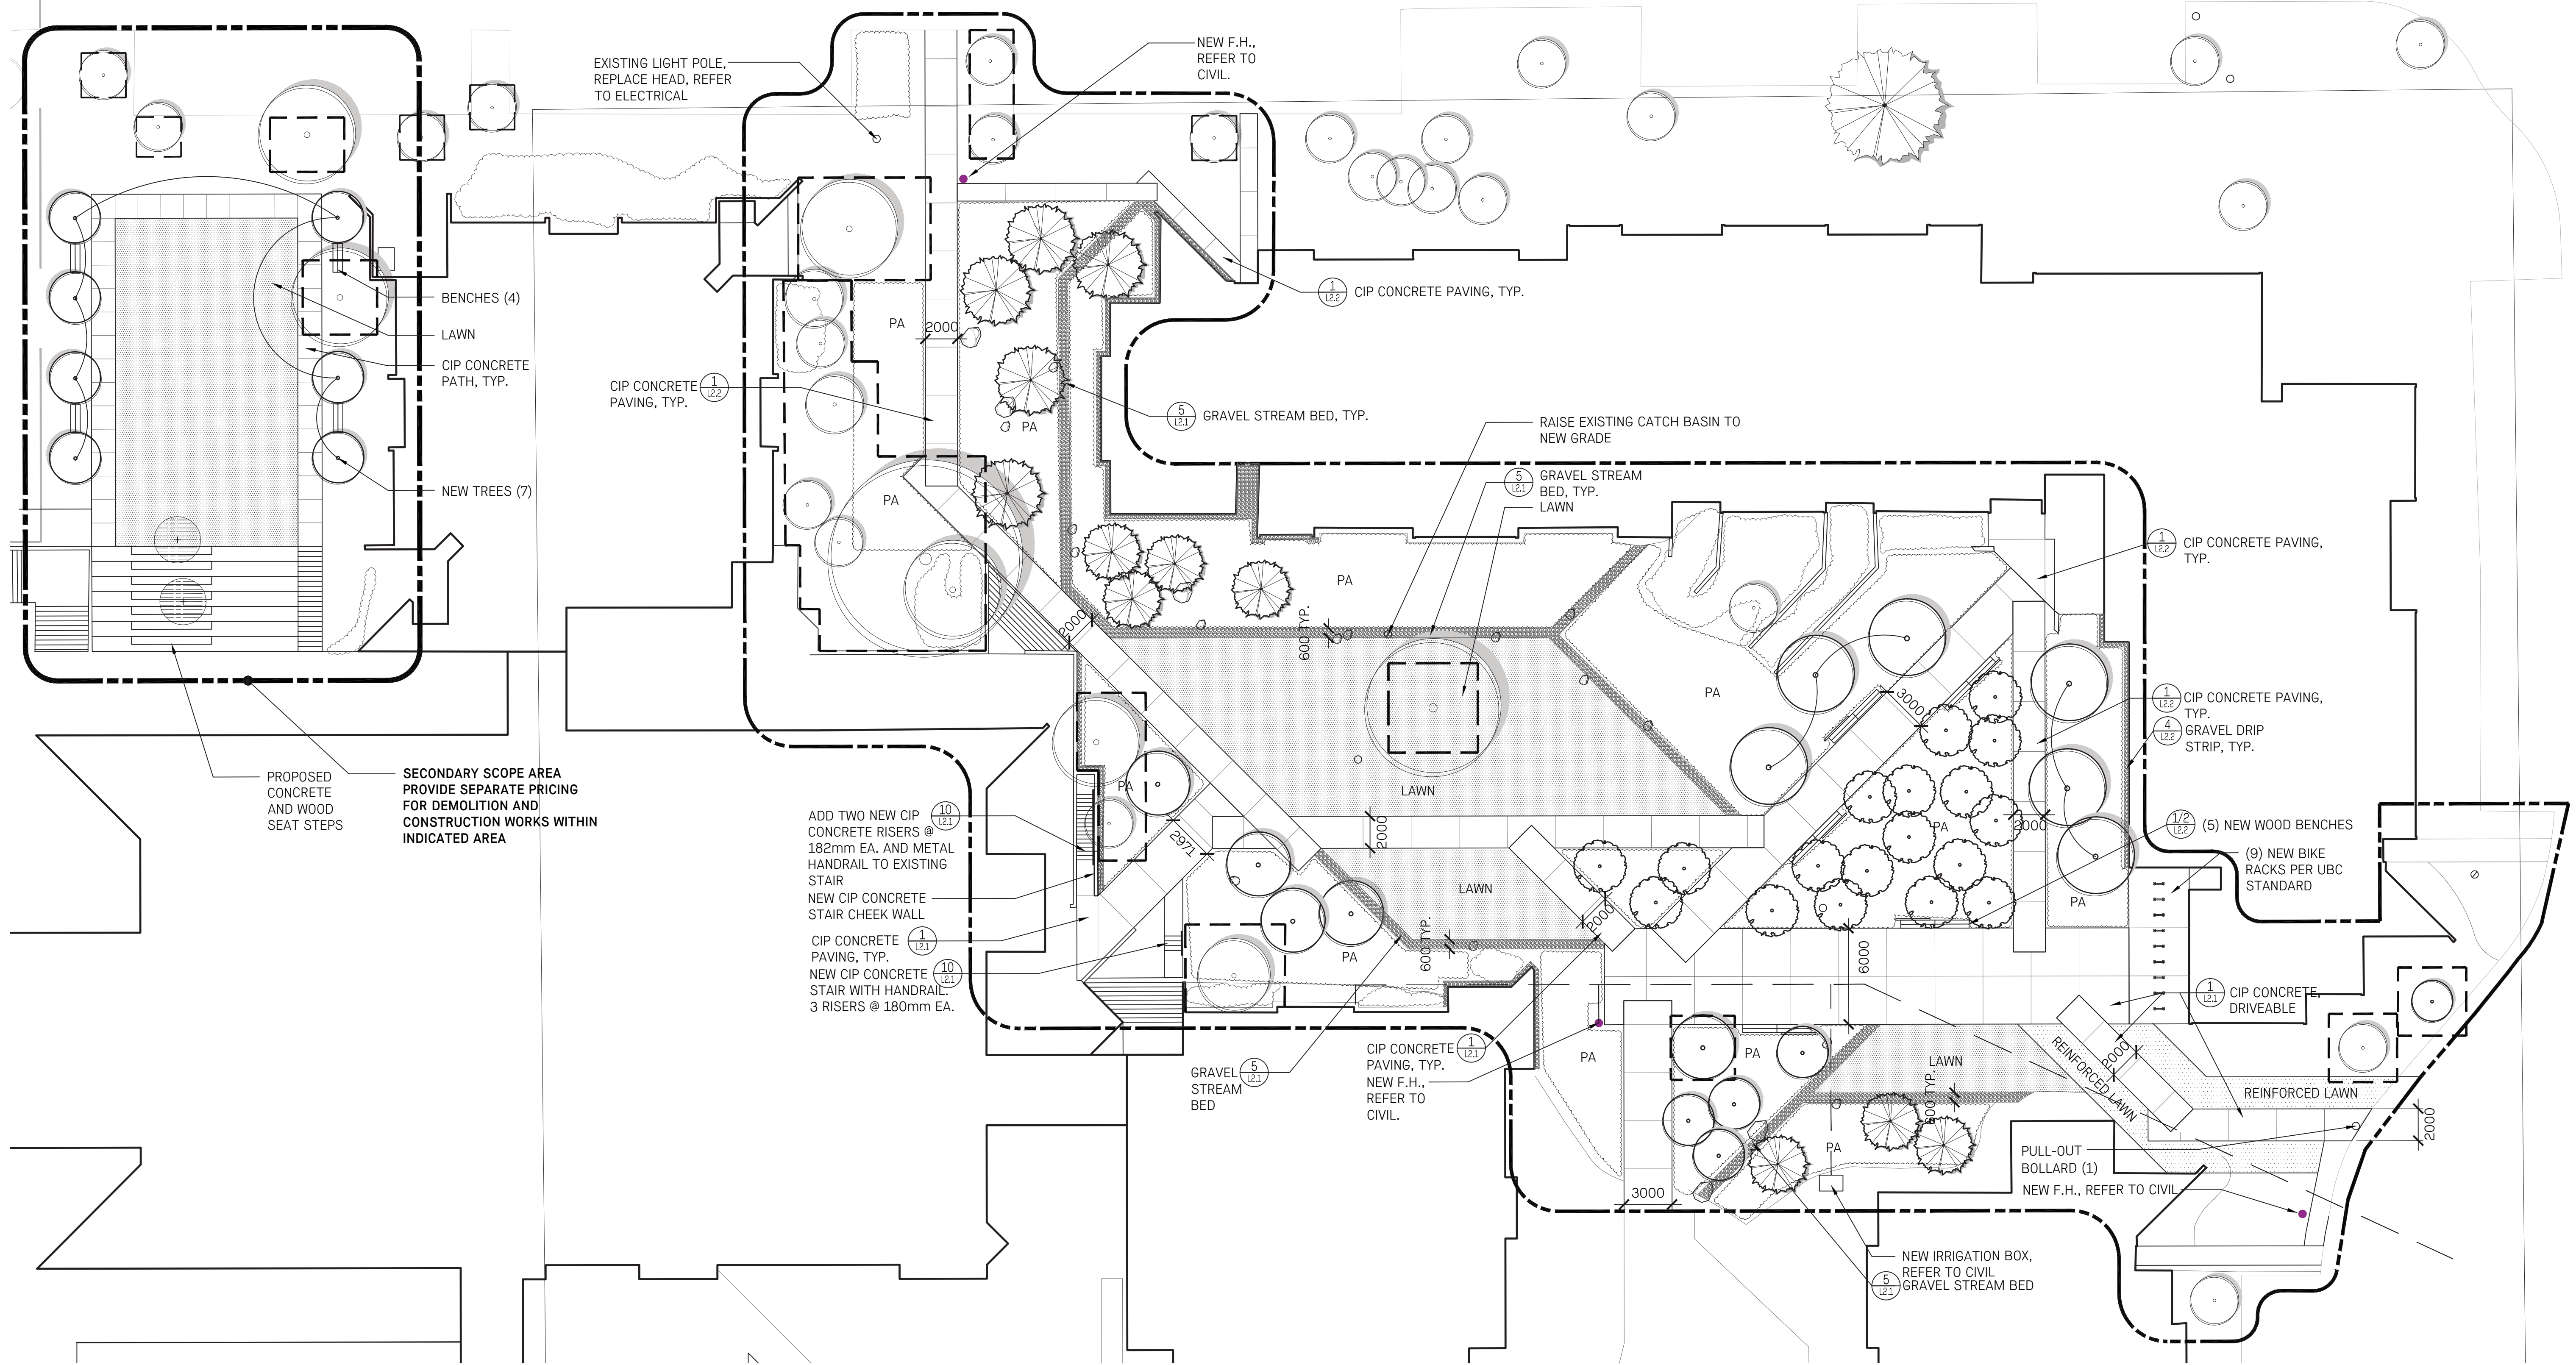 EXISTING LIGHT POLE,
REPLACE HEAD, REFER
TO ELECTRICAL
NEW F.H.,
REFER TO
CIVIL.
BENCHES (4)
LAWN
CIP CONCRETE
PATH, TYP.
NEW TREES (7)
PROPOSED
CONCRETE
AND WOOD
SEAT STEPS
SECONDARY SCOPE AREA
PROVIDE SEPARATE PRICING
FOR DEMOLITION AND
CONSTRUCTION WORKS WITHIN
INDICATED AREA
1
L2.2
CIP CONCRETE PAVING, TYP.
PA
2000
CIP CONCRETE
PAVING, TYP.
1
L2.2
PA
5
L2.1
GRAVEL STREAM BED, TYP.
RAISE EXISTING CATCH BASIN TO
NEW GRADE
5
L2.1
GRAVEL STREAM
BED, TYP.
LAWN
PA
PA
2000
600 TYP.
PA
3000
1
L2.2
CIP CONCRETE PAVING,
TYP.
1
L2.2
CIP CONCRETE PAVING,
TYP.
4
L2.2
GRAVEL DRIP
STRIP, TYP.
1/2
L2.2
(5) NEW WOOD BENCHES
(9) NEW BIKE
RACKS PER UBC
STANDARD
LAWN
PA
PA
2000
2000
2971
ADD TWO NEW CIP
CONCRETE RISERS @
182mm EA. AND METAL
HANDRAIL TO EXISTING
STAIR
10
L2.1
NEW CIP CONCRETE
STAIR CHEEK WALL
CIP CONCRETE
PAVING, TYP.
1
L2.1
NEW CIP CONCRETE
STAIR WITH HANDRAIL.
3 RISERS @ 180mm EA.
10
L2.1
LAWN
PA
2000
600 TYP.
PA
6000
1
L2.1
CIP CONCRETE,
DRIVEABLE
GRAVEL
STREAM
BED
5
L2.1
CIP CONCRETE
PAVING, TYP.
1
L2.1
NEW F.H.,
REFER TO
CIVIL.
PA
PA
LAWN
600 TYP.
REINFORCED LAWN
2000
REINFORCED LAWN
2000
PA
3000
PULL-OUT
BOLLARD (1)
NEW F.H., REFER TO CIVIL
NEW IRRIGATION BOX,
REFER TO CIVIL
5
L2.1
GRAVEL STREAM BED